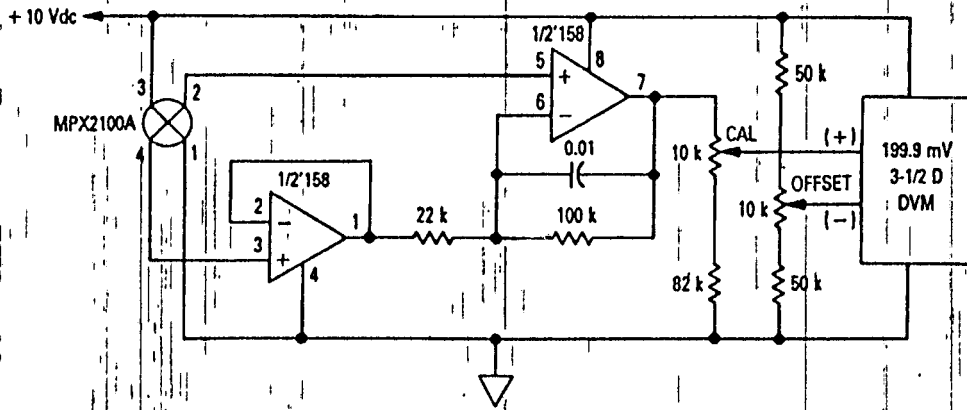 + 10 Vdc
1/2'158
8
3
2
5
+
7
50 k
6
−
MPX2100A
CAL
(+)
0.01
10 k
199.9 mV
3-1/2 D
DVM
4
1
1/2'158
OFFSET
10 k
(−)
2
−
1
22 k
100 k
3
+
4
82 k
50 k